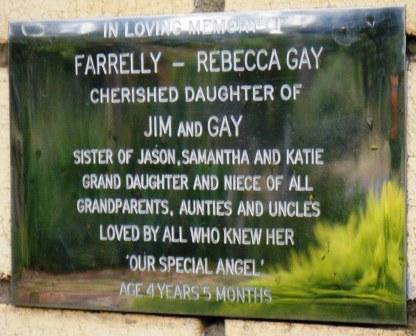 IN LOVING MEMORY OF
FARRELLY – REBECCA GAY
CHERISHED DAUGHTER OF
JIM AND GAY
SISTER OF JASON, SAMANTHA AND KATIE
GRAND DAUGHTER AND NIECE OF ALL
GRANDPARENTS, AUNTIES AND UNCLES
LOVED BY ALL WHO KNEW HER
'OUR SPECIAL ANGEL'
AGE 4 YEARS 5 MONTHS